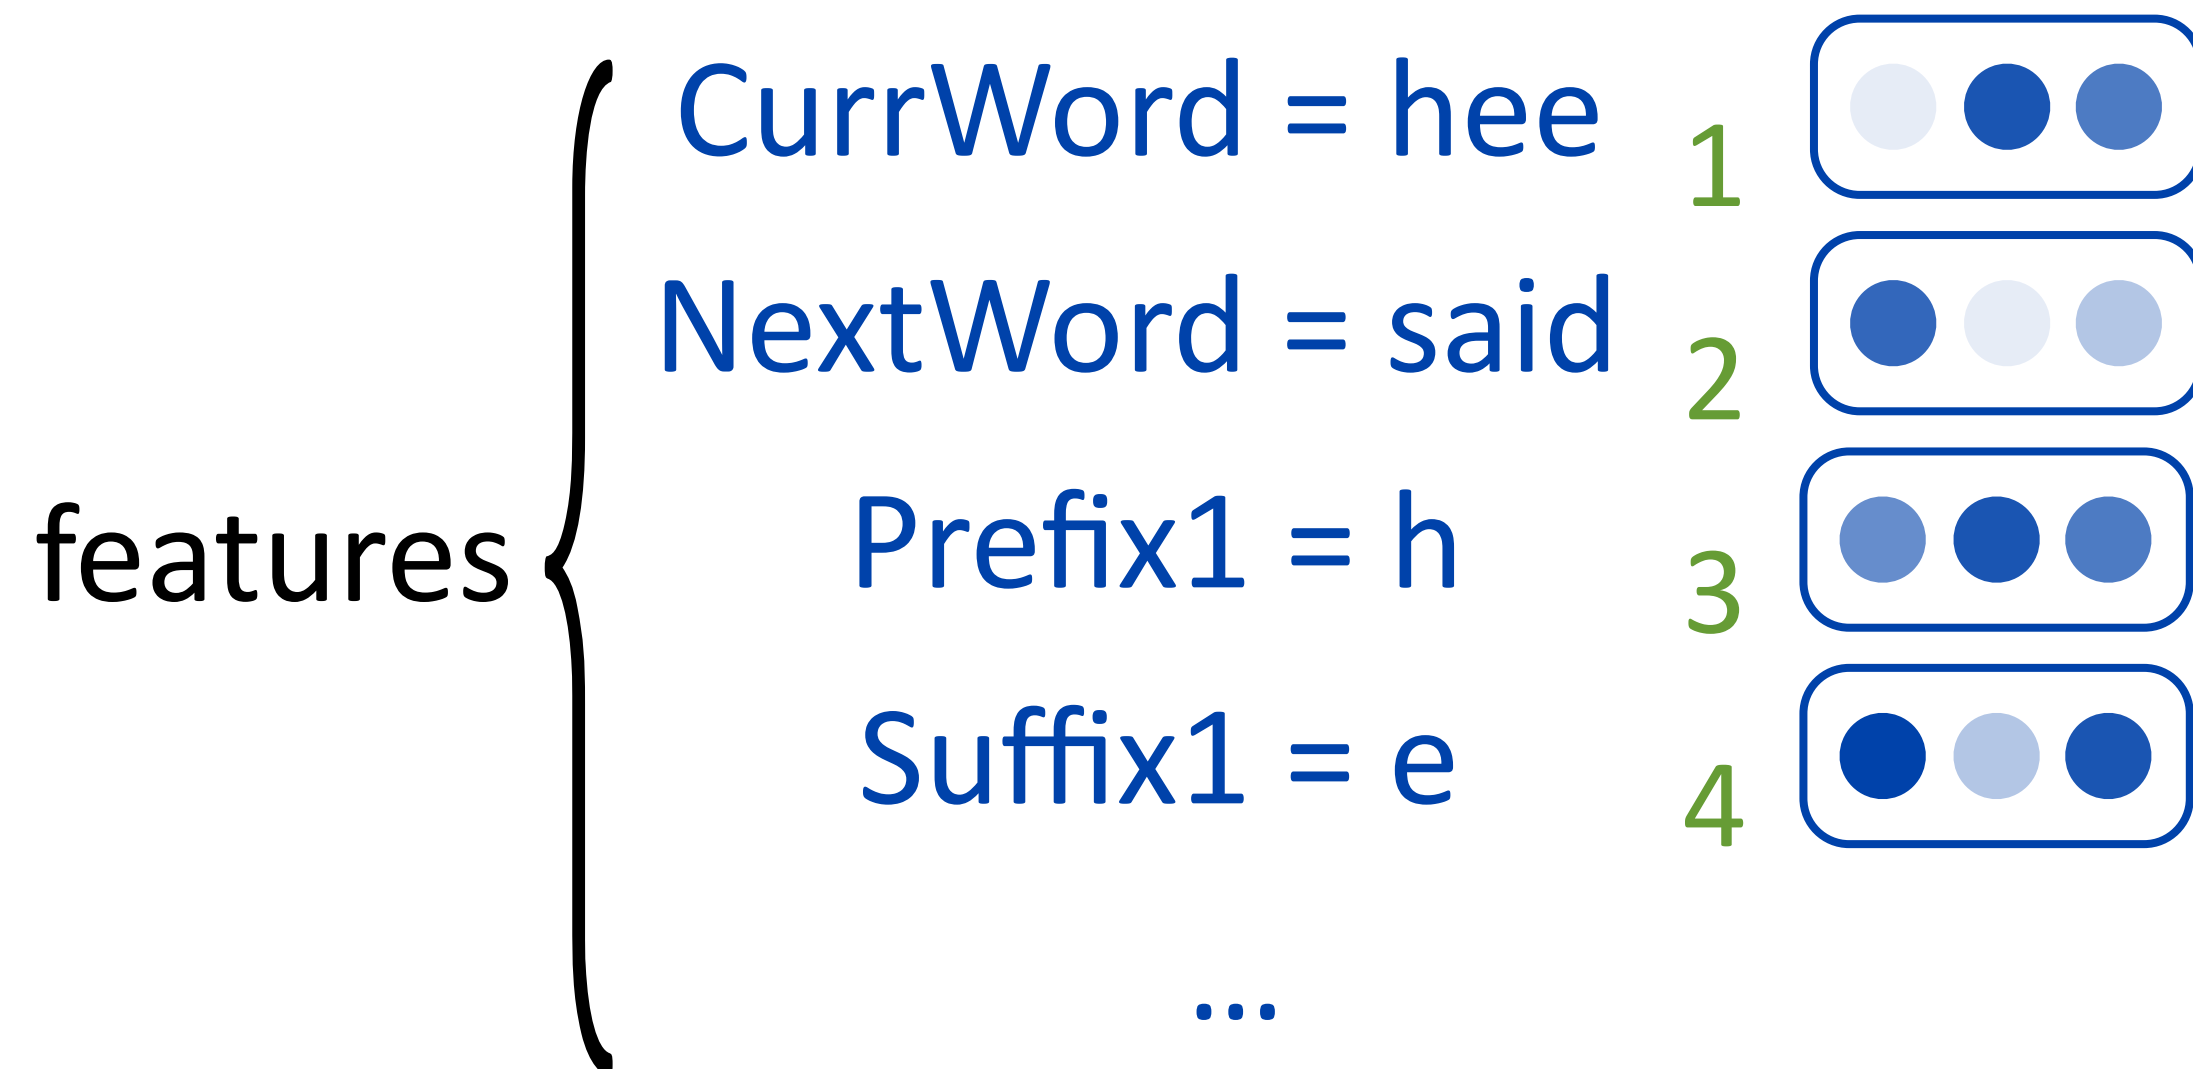 CurrWord = hee 1
NextWord = said 2
Prefix1 = h 3
features
Suffix1 = e 4
...